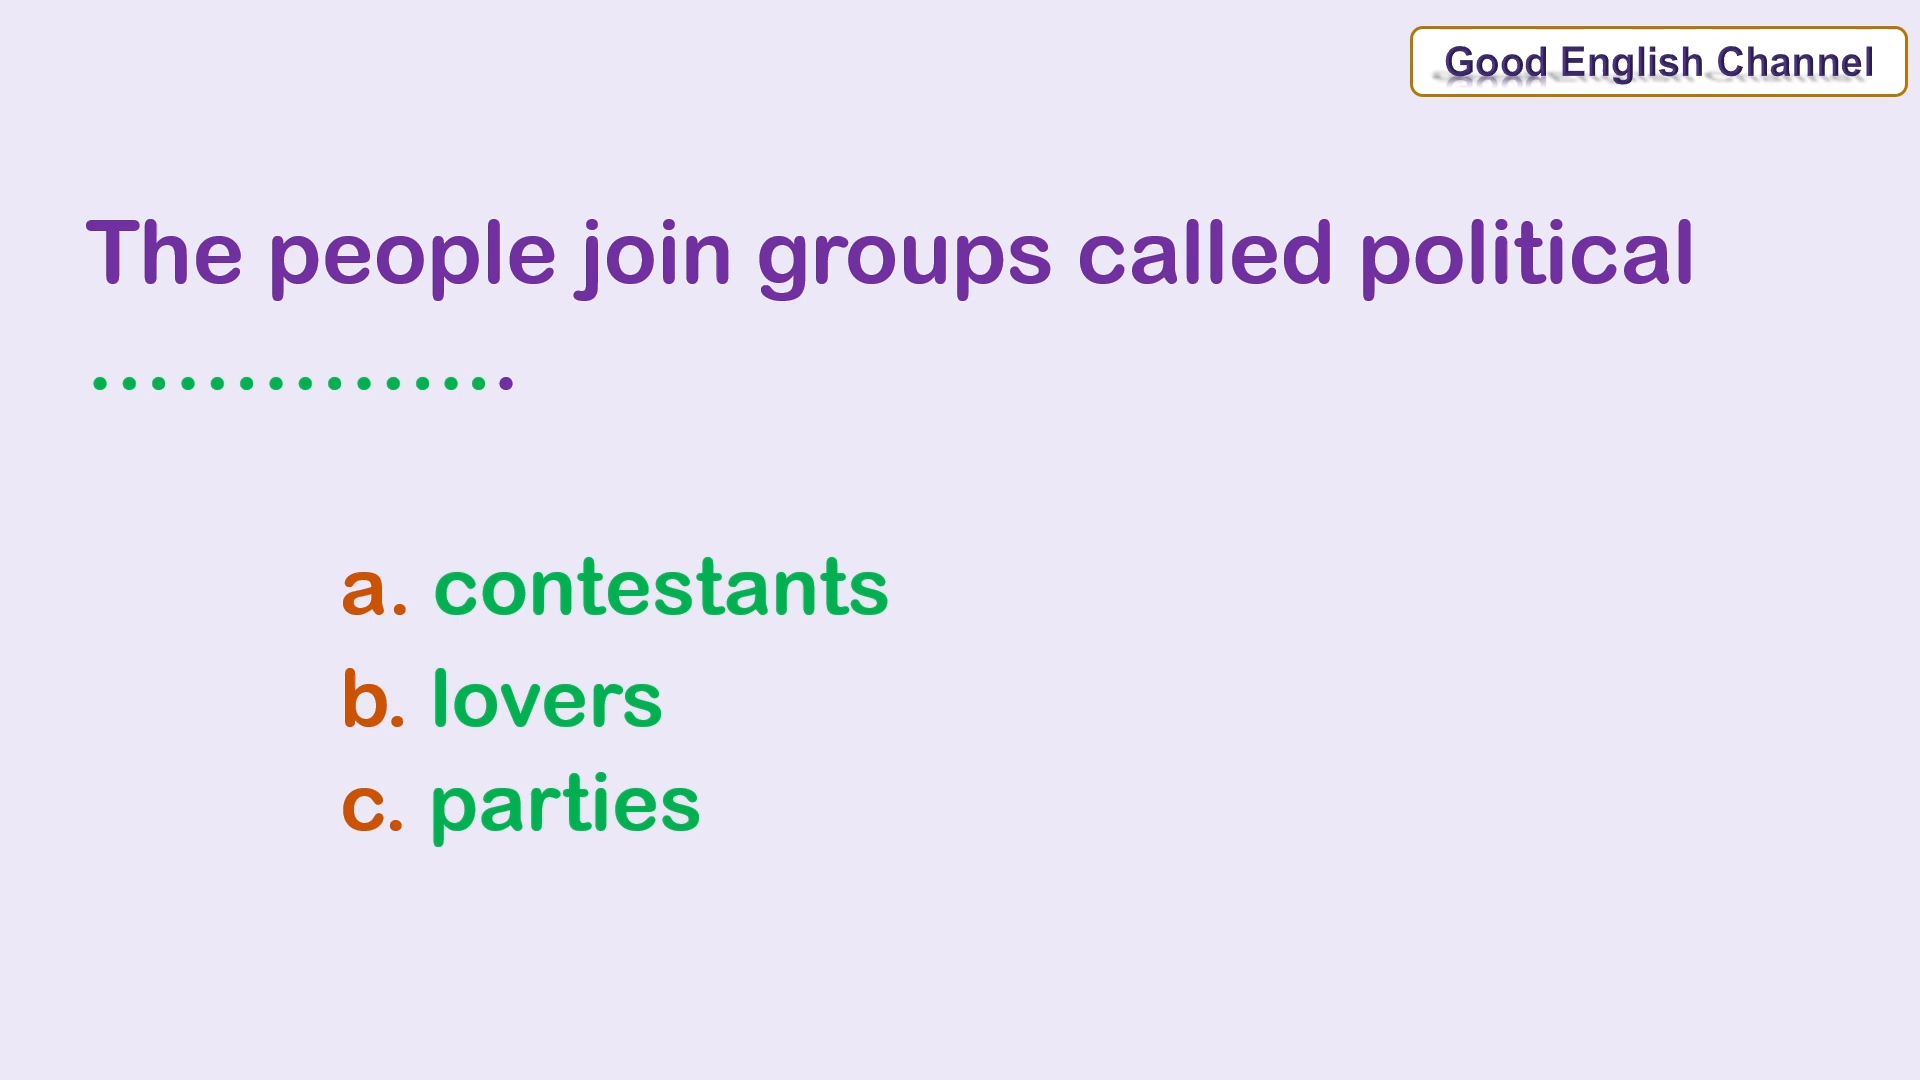 Good English Channel
The people join groups called political
...............
a. contestants
b. lovers
c. parties